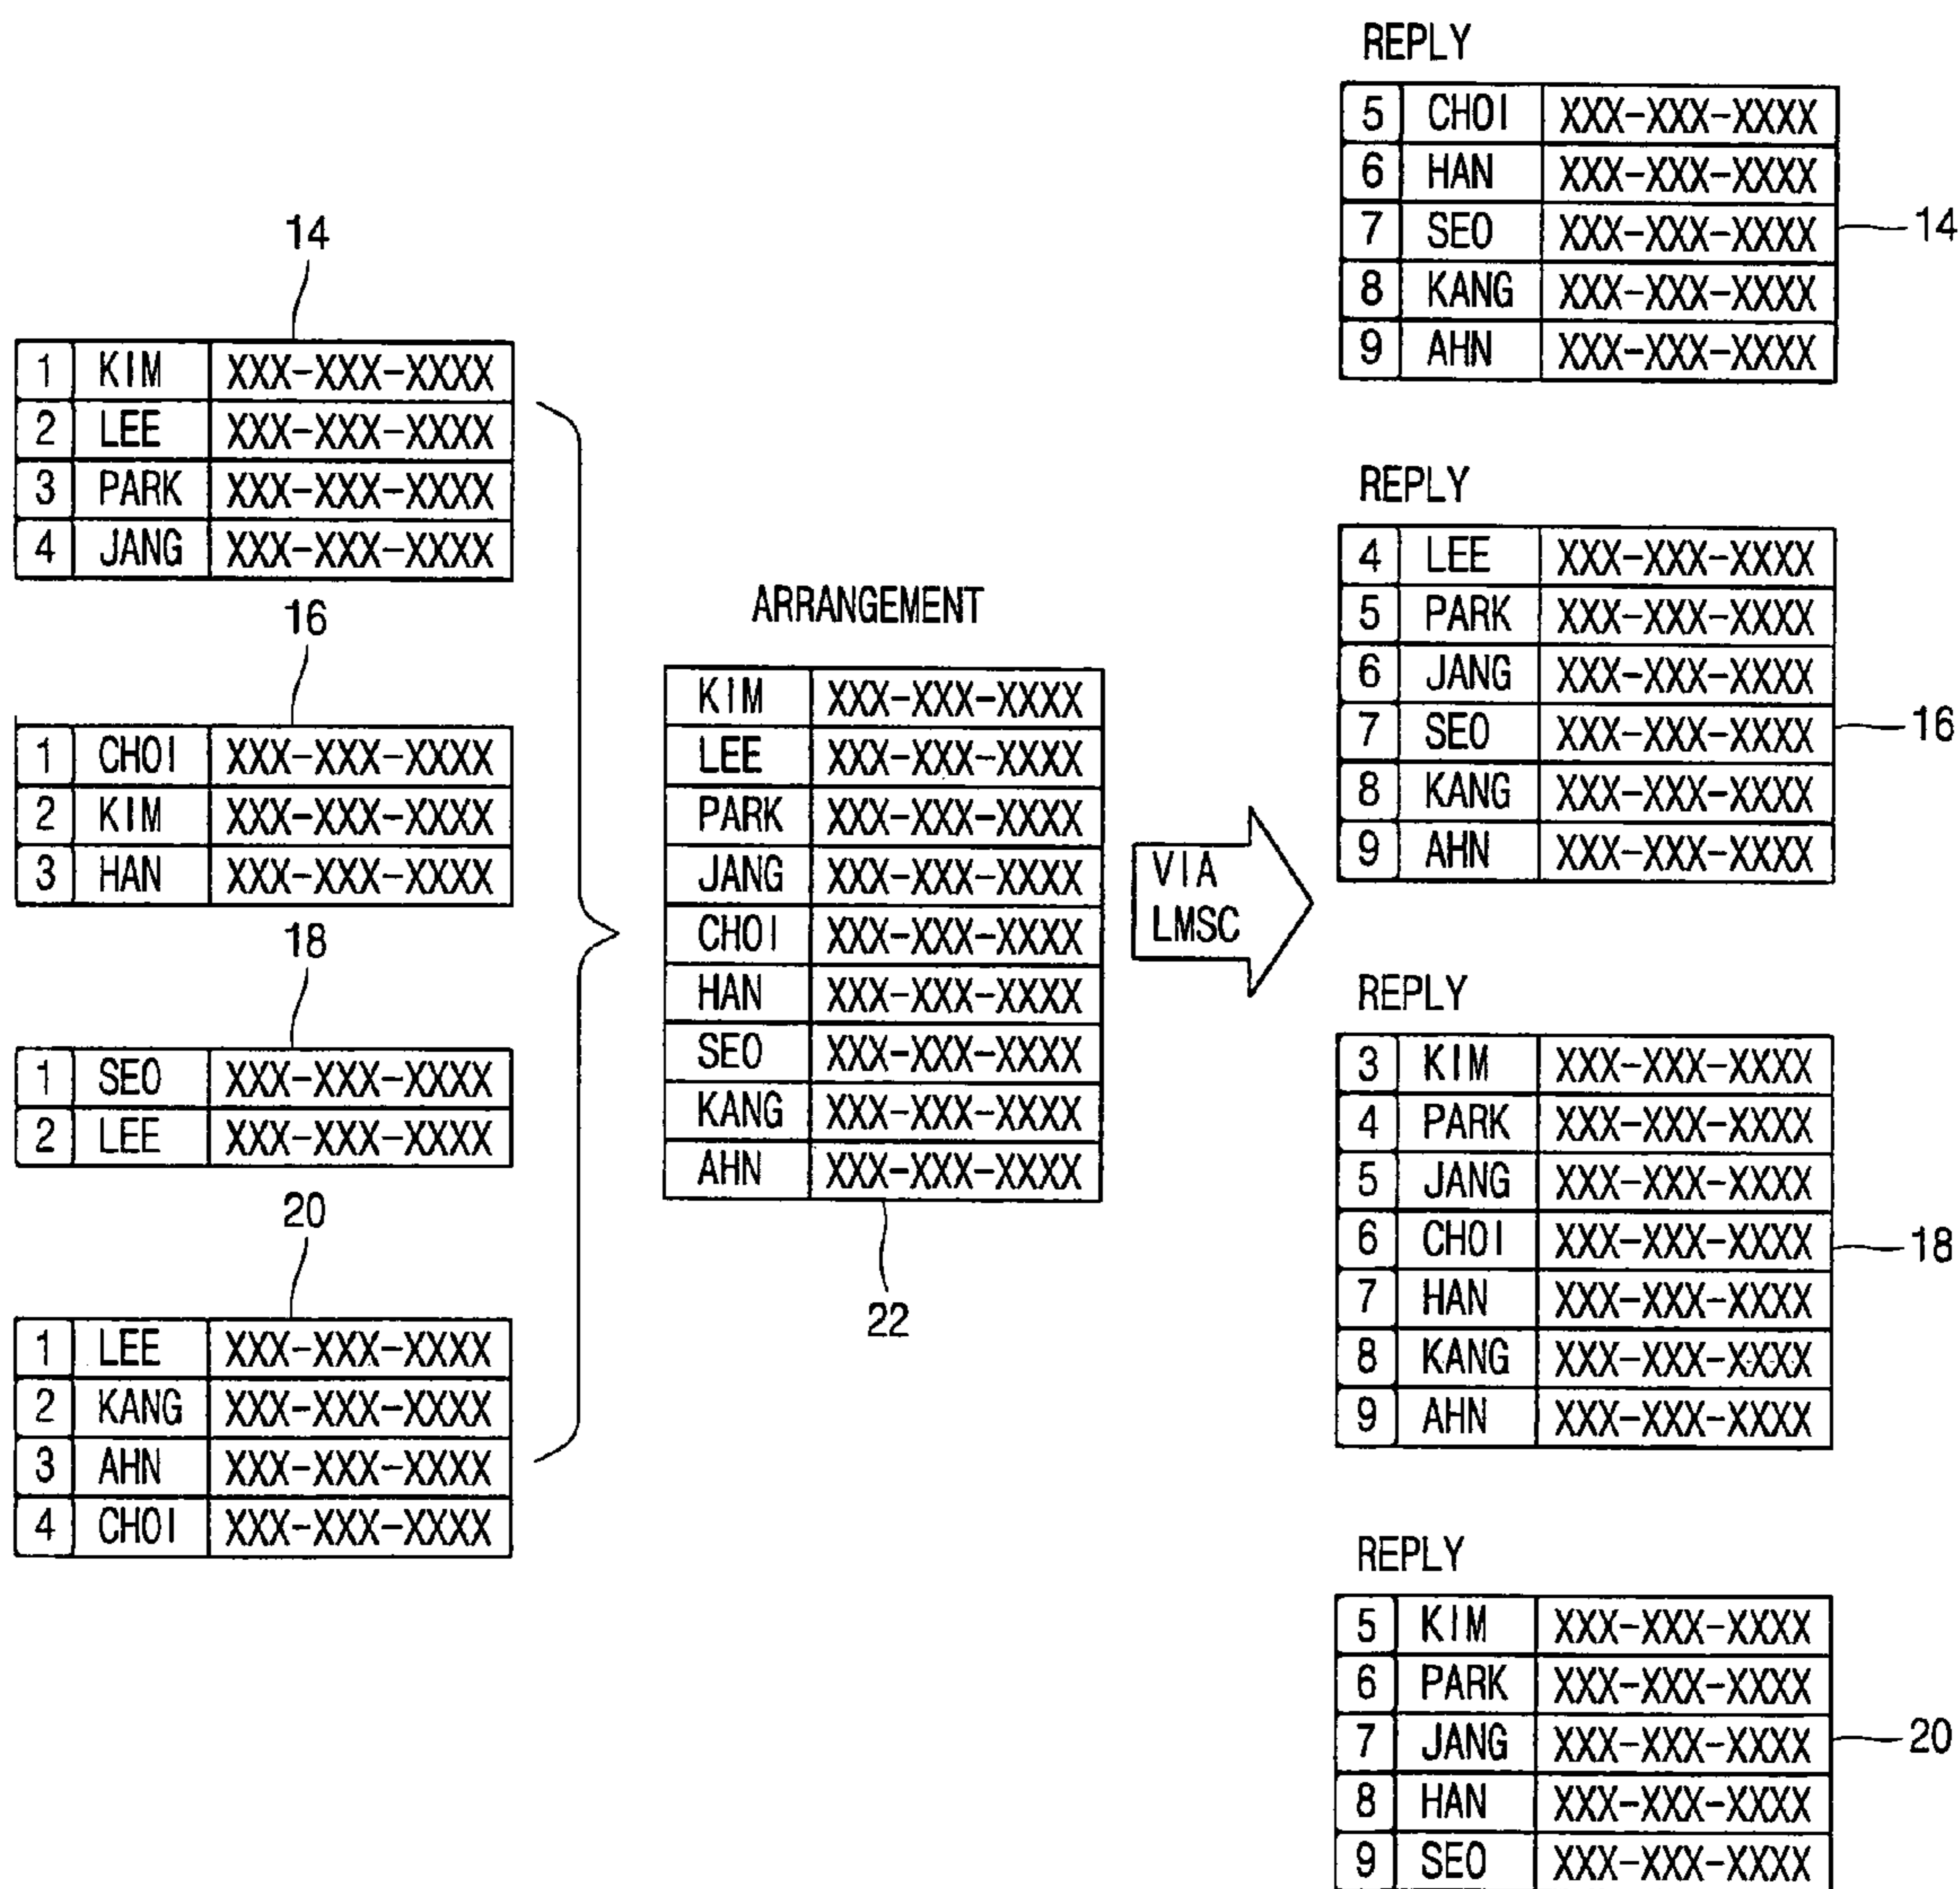 14
1 KIM XXX-XXX-XXXX
2 LEE XXX-XXX-XXXX
3 PARK XXX-XXX-XXXX
4 JANG XXX-XXX-XXXX
16
1 CHOI XXX-XXX-XXXX
2 KIM XXX-XXX-XXXX
3 HAN XXX-XXX-XXXX
18
1 SEO XXX-XXX-XXXX
2 LEE XXX-XXX-XXXX
20
1 LEE XXX-XXX-XXXX
2 KANG XXX-XXX-XXXX
3 AHN XXX-XXX-XXXX
4 CHOI XXX-XXX-XXXX
ARRANGEMENT
KIM XXX-XXX-XXXX
LEE XXX-XXX-XXXX
PARK XXX-XXX-XXXX
JANG XXX-XXX-XXXX
CHOI XXX-XXX-XXXX
HAN XXX-XXX-XXXX
SEO XXX-XXX-XXXX
KANG XXX-XXX-XXXX
AHN XXX-XXX-XXXX
22
VIA
LMSC
REPLY
5 CHOI XXX-XXX-XXXX
6 HAN XXX-XXX-XXXX
7 SEO XXX-XXX-XXXX 14
8 KANG XXX-XXX-XXXX
9 AHN XXX-XXX-XXXX
REPLY
4 LEE XXX-XXX-XXXX
5 PARK XXX-XXX-XXXX
6 JANG XXX-XXX-XXXX
7 SEO XXX-XXX-XXXX 16
8 KANG XXX-XXX-XXXX
9 AHN XXX-XXX-XXXX
REPLY
3 KIM XXX-XXX-XXXX
4 PARK XXX-XXX-XXXX
5 JANG XXX-XXX-XXXX
6 CHOI XXX-XXX-XXXX 18
7 HAN XXX-XXX-XXXX
8 KANG XXX-XXX-XXXX
9 AHN XXX-XXX-XXXX
REPLY
5 KIM XXX-XXX-XXXX
6 PARK XXX-XXX-XXXX
7 JANG XXX-XXX-XXXX 20
8 HAN XXX-XXX-XXXX
9 SEO XXX-XXX-XXXX